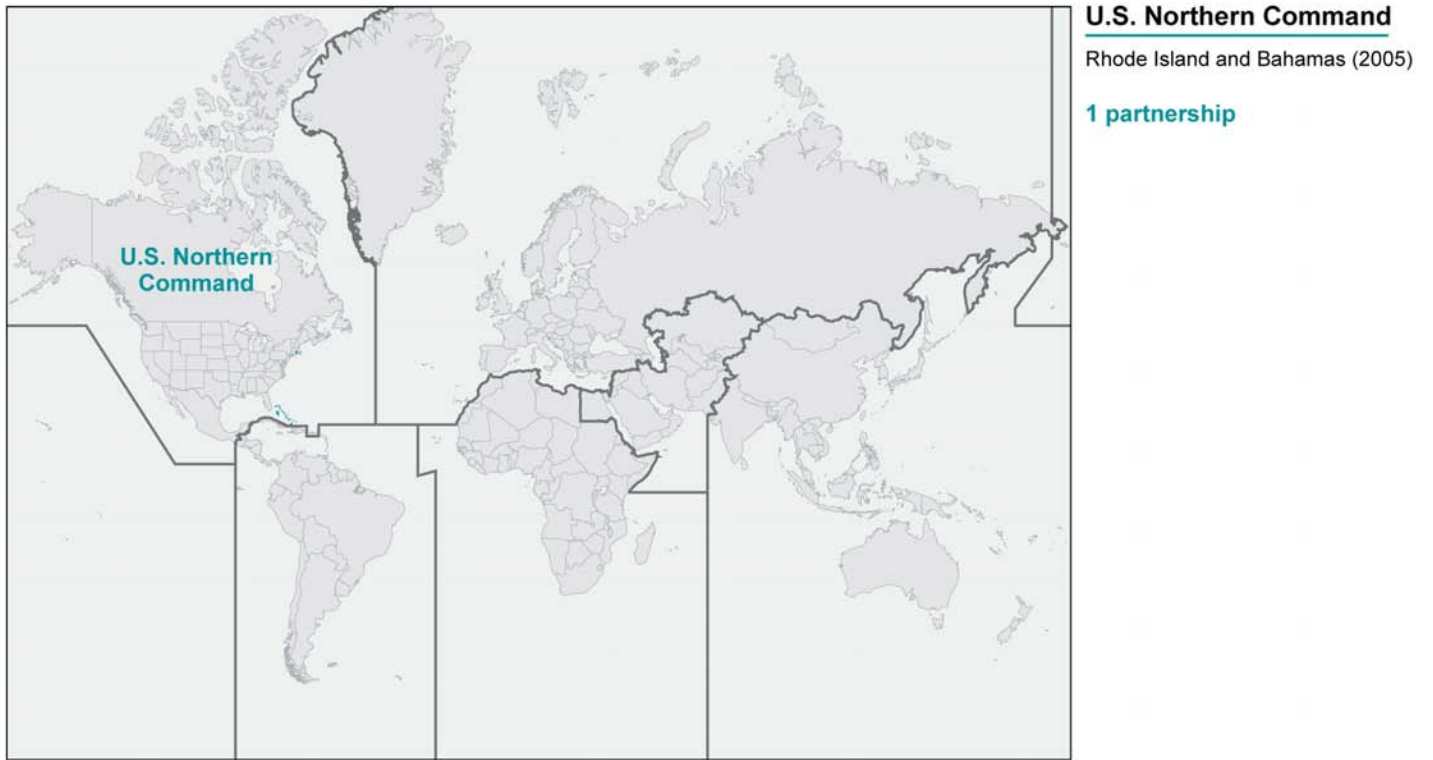 U.S. Northern Command
Rhode Island and Bahamas (2005)
1 partnership
U.S. Northern
Command